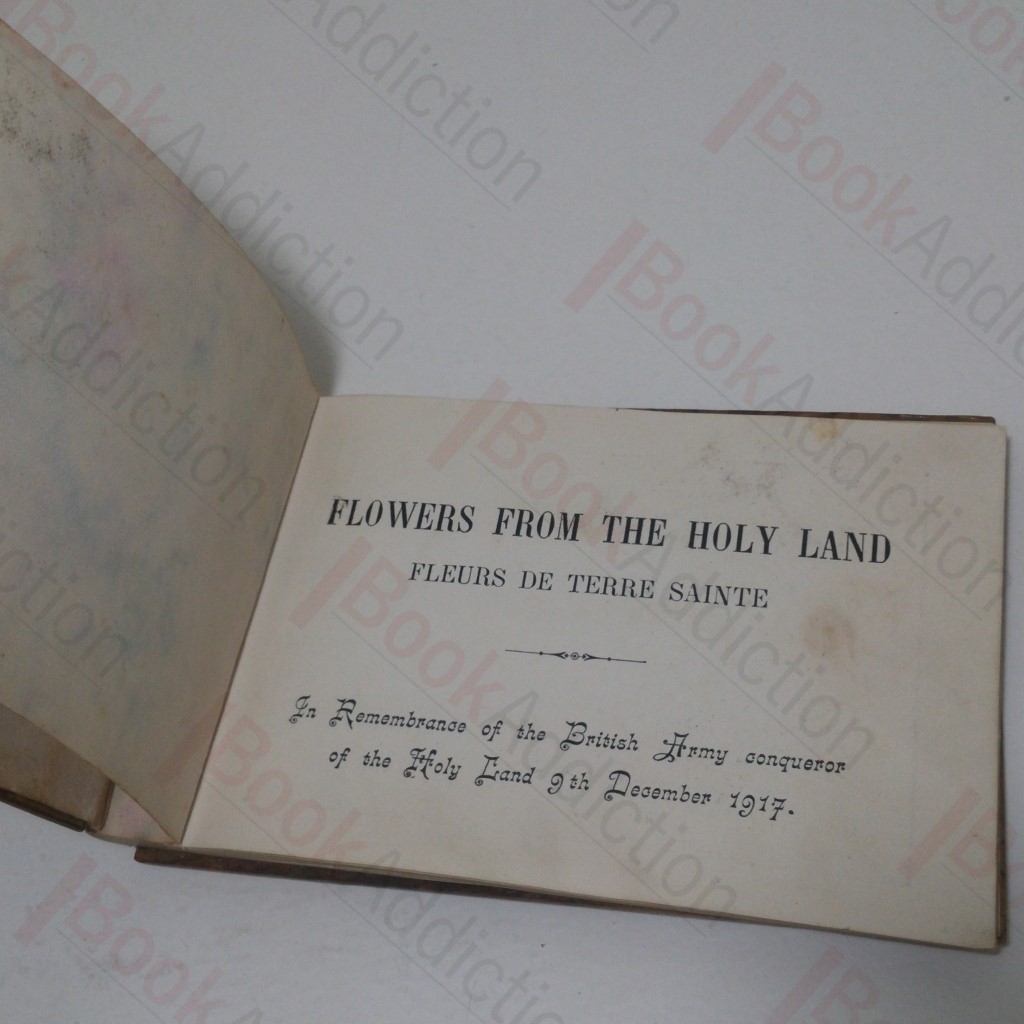 FLOWERS FROM THE HOLY LAND
FLEURS DE TERRE SAINTE
In Remembrance of the British Army conqueror
of the Holy Land 9th December 1917.
BookAddiction